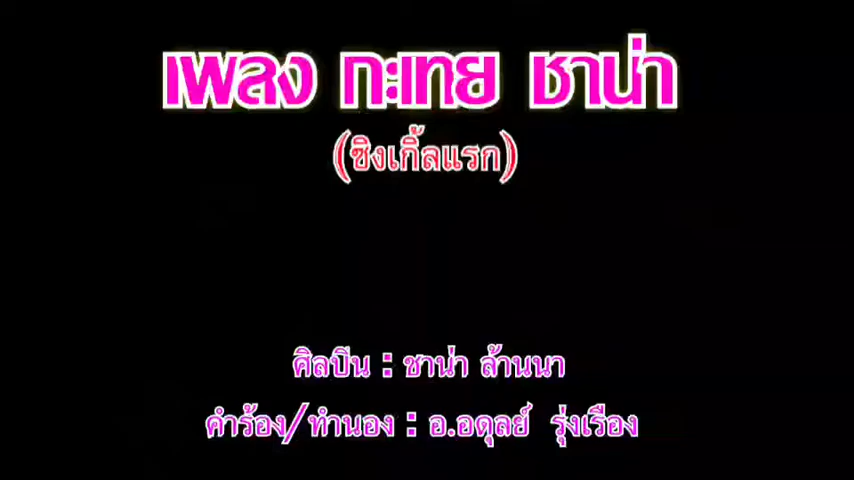 เพลง กะเทย ซาน่า
(ซิงเกิ้ลแรก)
ศิลปิน : ซาน่า ล้านนา
คำร้อง/ทำนอง : อ.อดุลย์ รุ่งเรือง